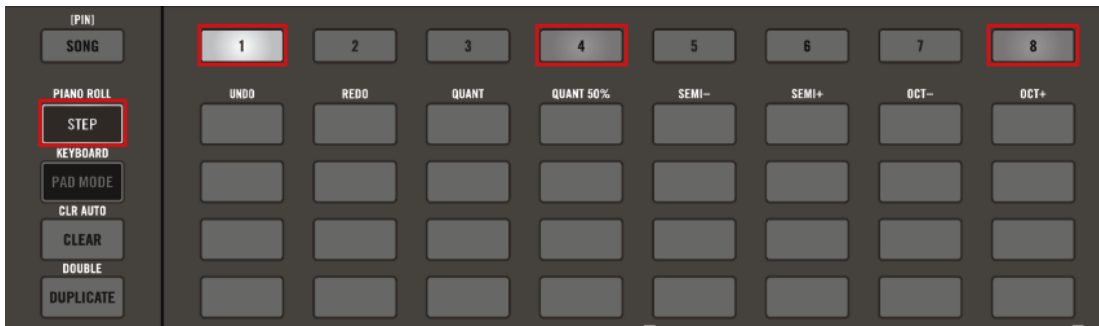 [PIN]
SONG
1 2 3 4 5 6 7 8
PIANO ROLL
UNDO REDO QUANT QUANT 50% SEMI– SEMI+ OCT– OCT+
STEP
KEYBOARD
PAD MODE
CLR AUTO
CLEAR
DOUBLE
DUPLICATE